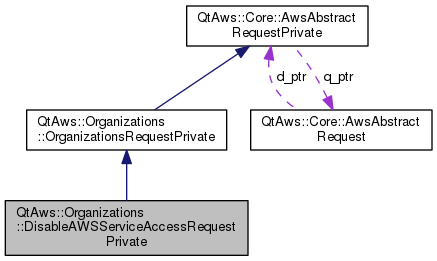 QtAws::Core::AwsAbstract
RequestPrivate
d_ptr
q_ptr
QtAws::Organizations
::OrganizationsRequestPrivate
QtAws::Core::AwsAbstract
Request
QtAws::Organizations
::DisableAWSServiceAccessRequest
Private